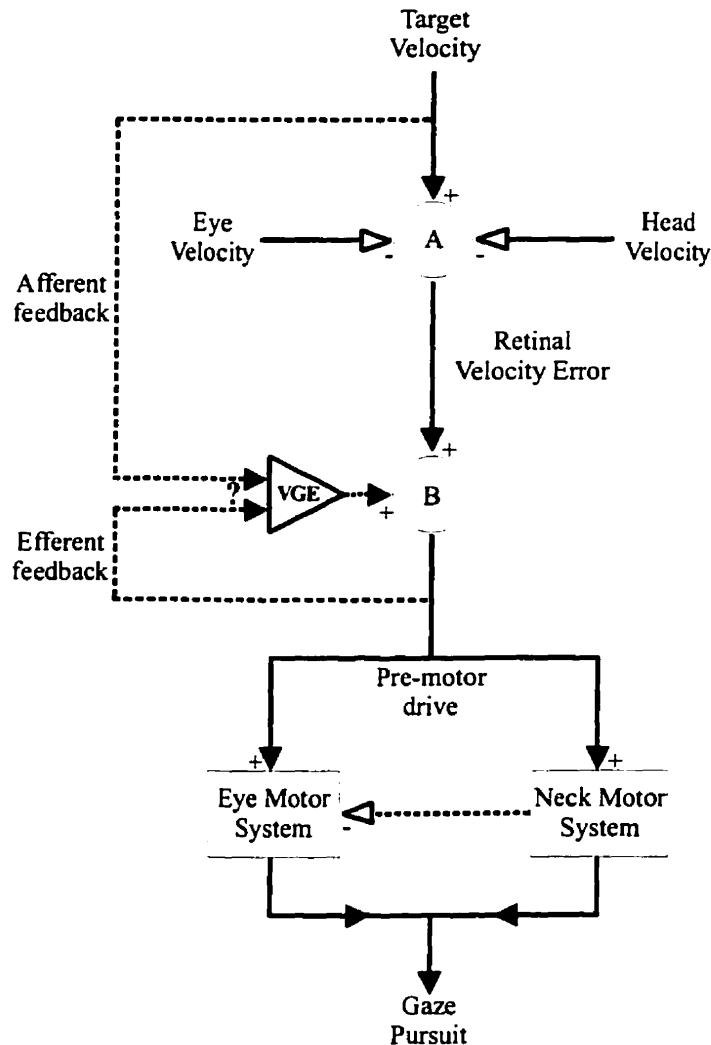 Target
Velocity
+
Eye
Velocity
A
Head
Velocity
-
-
Afferent
feedback
Retinal
Velocity Error
+
?
VGE
+
B
Efferent
feedback
Pre-motor
drive
+
+
Eye Motor
System
-
Neck Motor
System
Gaze
Pursuit